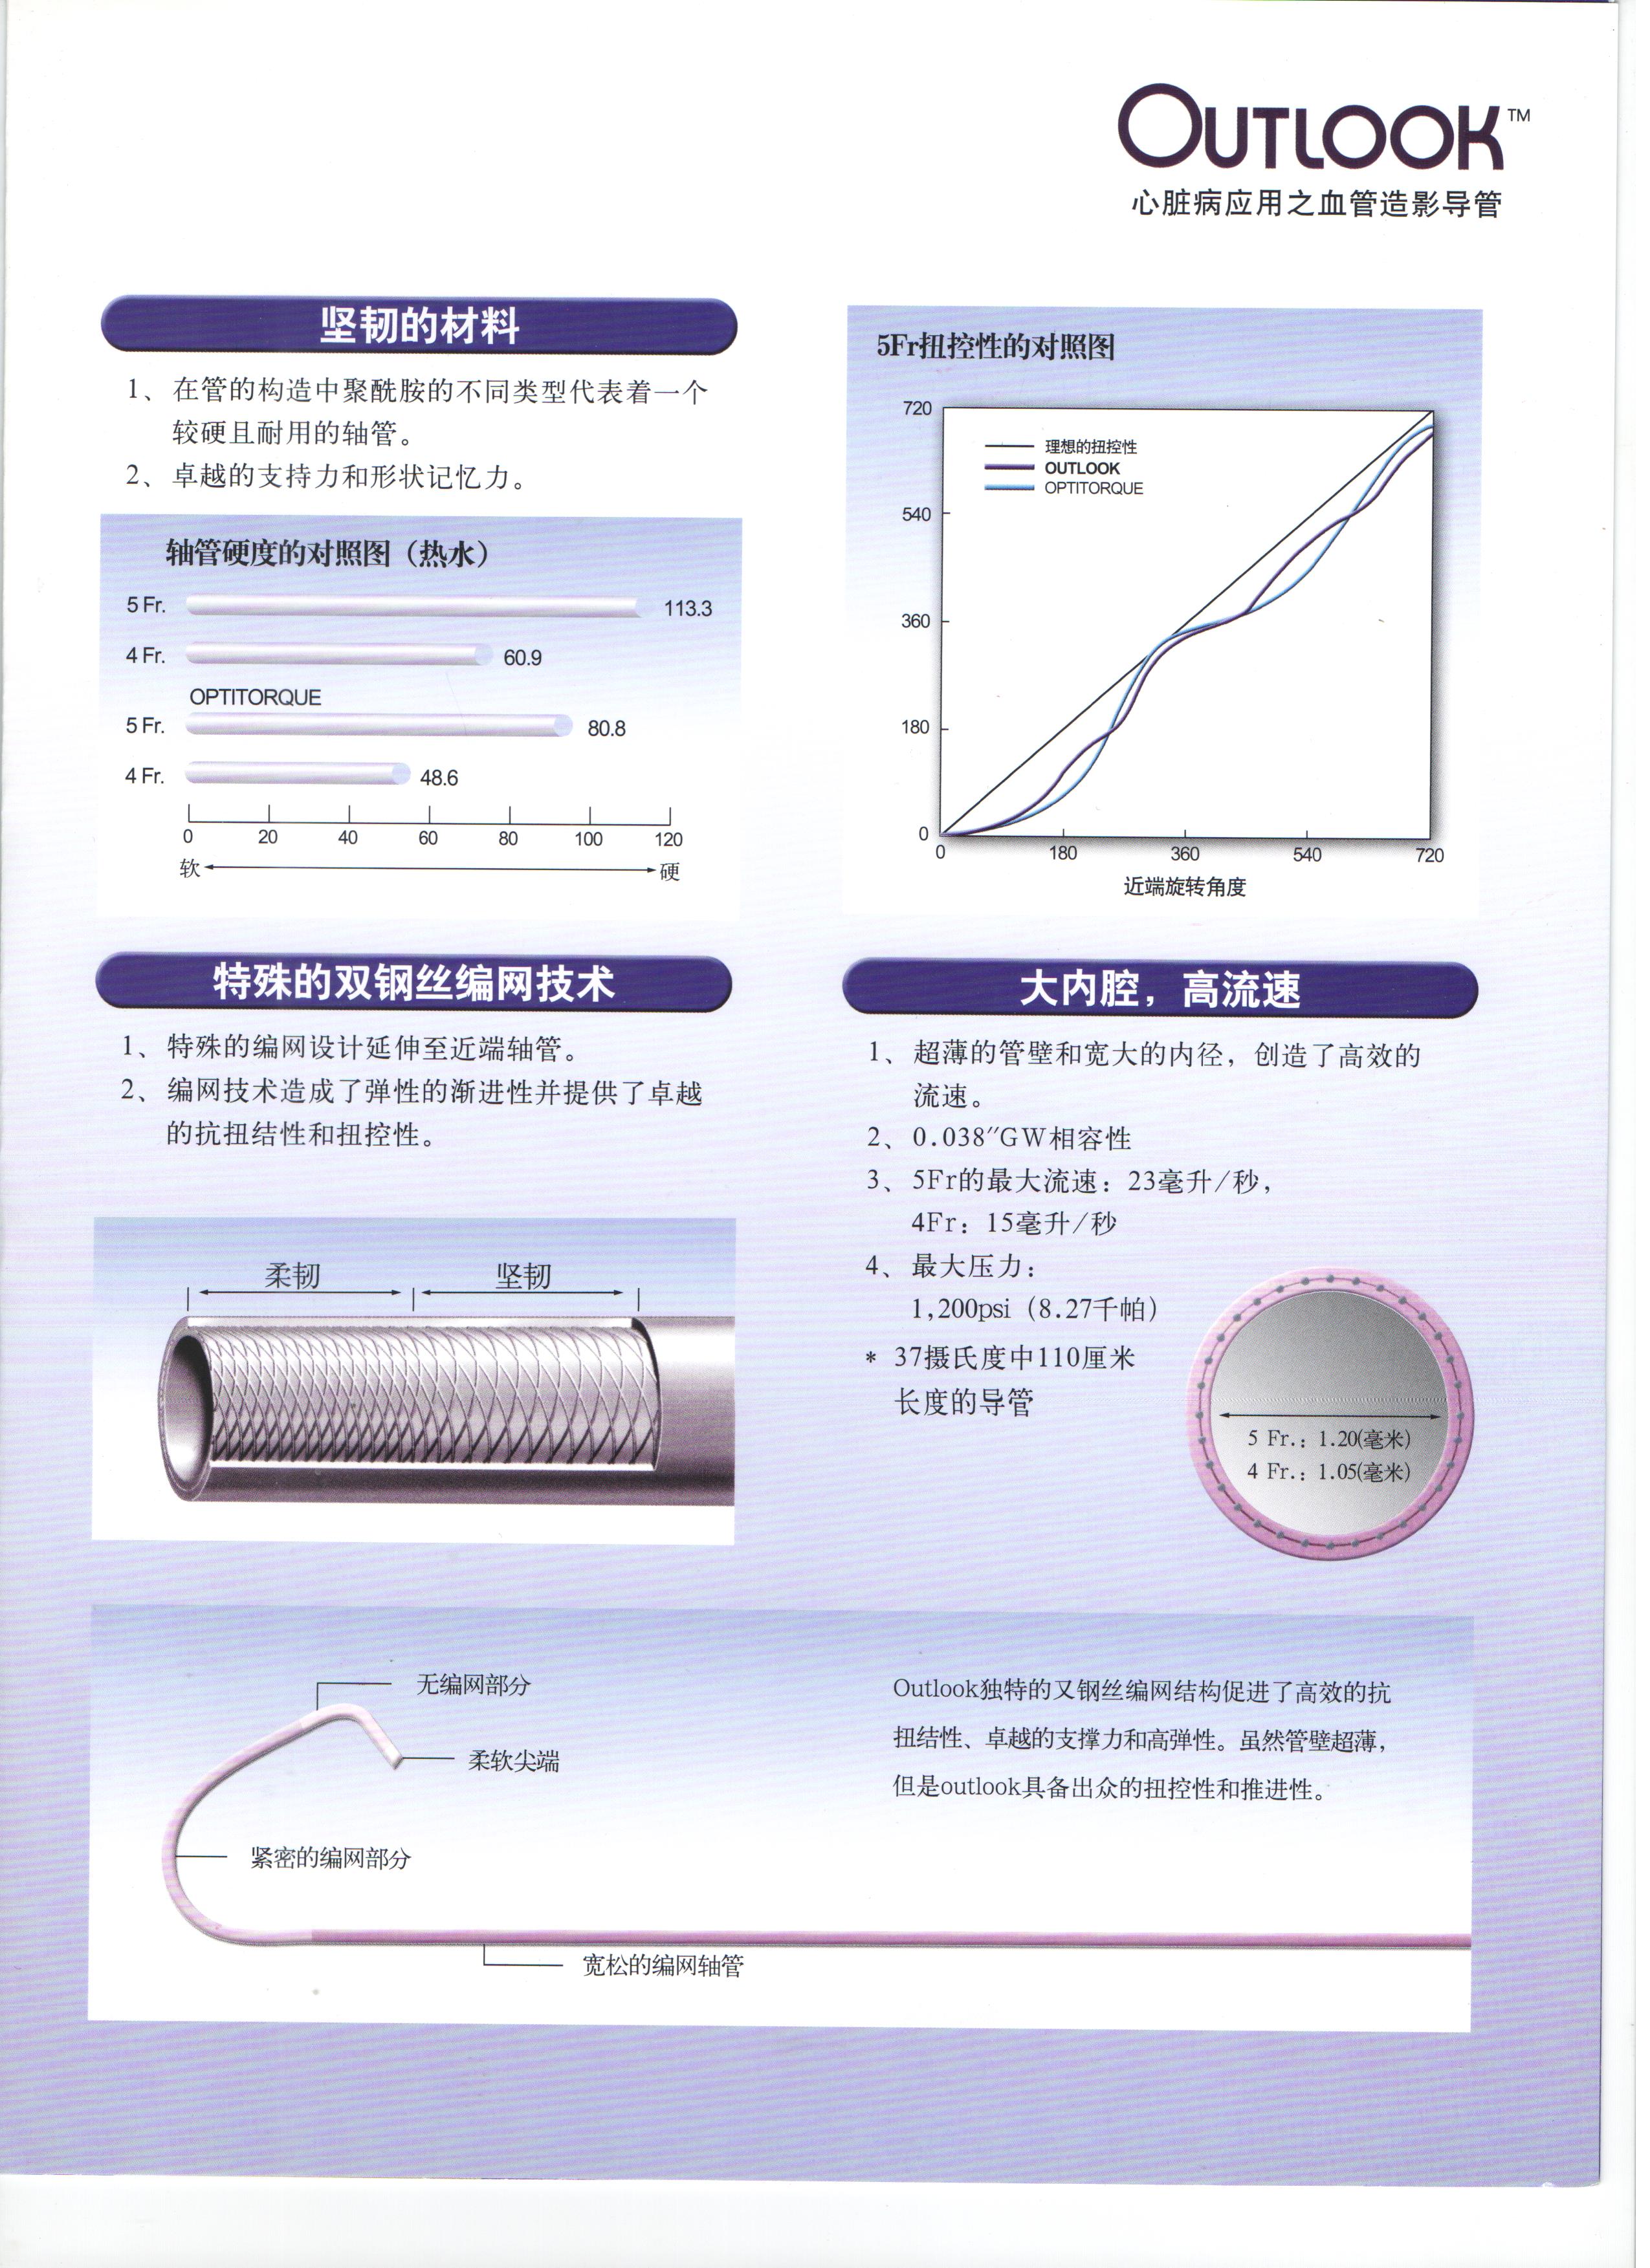 OUTLOOK™
心脏病应用之血管造影导管
坚韧的材料
1、在管的构造中聚酰胺的不同类型代表着一个
较硬且耐用的轴管。
2、卓越的支持力和形状记忆力。
轴管硬度的对照图（热水）
5 Fr. 113.3
4 Fr. 60.9
OPTITORQUE
5 Fr. 80.8
4 Fr. 48.6
0 20 40 60 80 100 120
软 硬
5Fr扭控性的对照图
720
540
360
180
0
理想的扭控性
OUTLOOK
OPTITORQUE
0 180 360 540 720
近端旋转角度
特殊的双钢丝编网技术
1、特殊的编网设计延伸至近端轴管。
2、编网技术造成了弹性的渐进性并提供了卓越
的抗扭结性和扭控性。
柔韧 坚韧
大内腔，高流速
1、超薄的管壁和宽大的内径，创造了高效的
流速。
2、0.038″GW相容性
3、5Fr的最大流速：23毫升/秒，
4Fr：15毫升/秒
4、最大压力：
1,200psi（8.27千帕）
* 37摄氏度中110厘米
长度的导管
5 Fr.：1.20(毫米)
4 Fr.：1.05(毫米)
无编网部分
柔软尖端
紧密的编网部分
宽松的编网轴管
Outlook独特的又钢丝编网结构促进了高效的抗
扭结性、卓越的支撑力和高弹性。虽然管壁超薄，
但是outlook具备出众的扭控性和推进性。